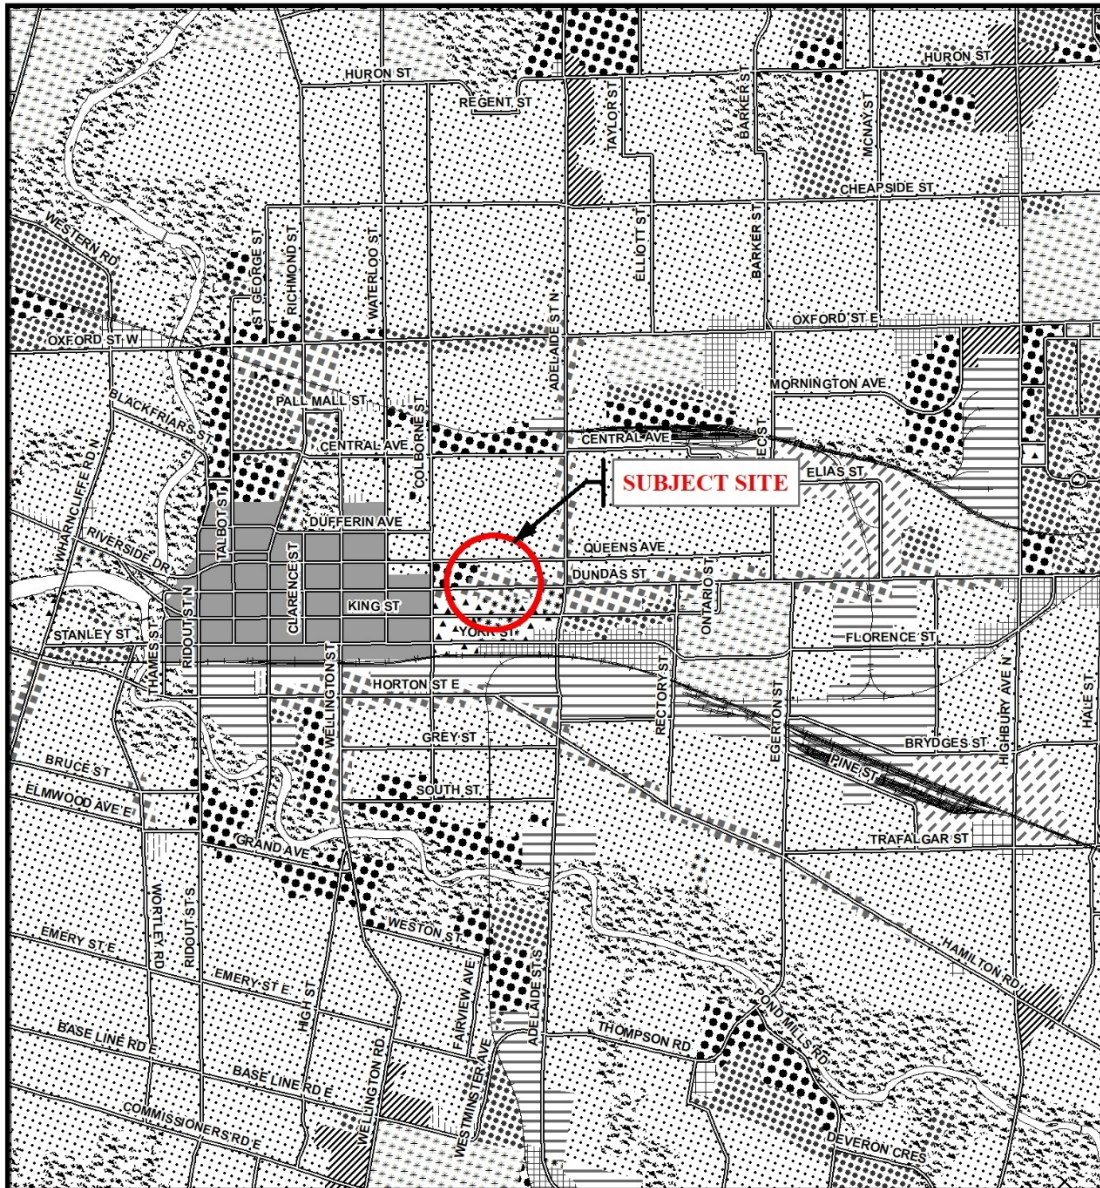 HURON ST
HURON ST
REGENT ST
TAYLOR ST
BARKER S
MCNAY ST
CHEAPSIDE ST
WESTERN RD
ST GEORGE ST
RICHMOND ST
WATERLOO ST
ELLIOTT ST
BARKER ST
OXFORD ST W
OXFORD ST E
ADELAIDE ST N
BLACKFRIARS ST
PALL MALL ST
COLBORNE ST
MORNINGTON AVE
CENTRAL AVE
CENTRAL AVE
EC ST
ELIAS ST
SUBJECT SITE
WHARNCLIFFE RD N
TALBOT ST
DUFFERIN AVE
RIVERSIDE DR
CLARENCE ST
QUEENS AVE
DUNDAS ST
KING ST
ONTARIO ST
STANLEY ST
THAMES ST
RIDOUT ST N
YORK ST
FLORENCE ST
WELLINGTON ST
HORTON ST E
RECTORY ST
EGERTON ST
HIGHBURY AVE N
HALE ST
GREY ST
BRYDGES ST
BRUCE ST
PINE ST
ELMWOOD AVE E
SOUTH ST
GRAND AVE
TRAFALGAR ST
WORTLEY RD
RIDOUT ST S
WESTON ST
EMERY ST E
EMERY ST E
HIGH ST
FAIRVIEW AVE
ADELAIDE ST S
HAMILTON RD
POND MILLS RD
THOMPSON RD
BASE LINE RD E
BASE LINE RD E
WELLINGTON RD
WESTMINSTER AVE
COMMISSIONERS RD E
DEVERON CRES